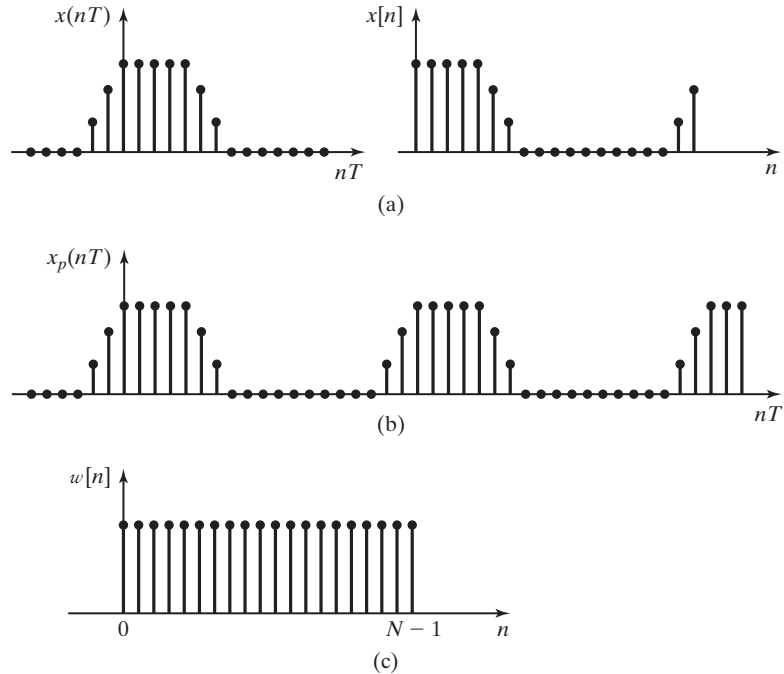 x(nT)
x[n]
nT
n
(a)
x_p(nT)
nT
(b)
w[n]
0
N − 1
n
(c)